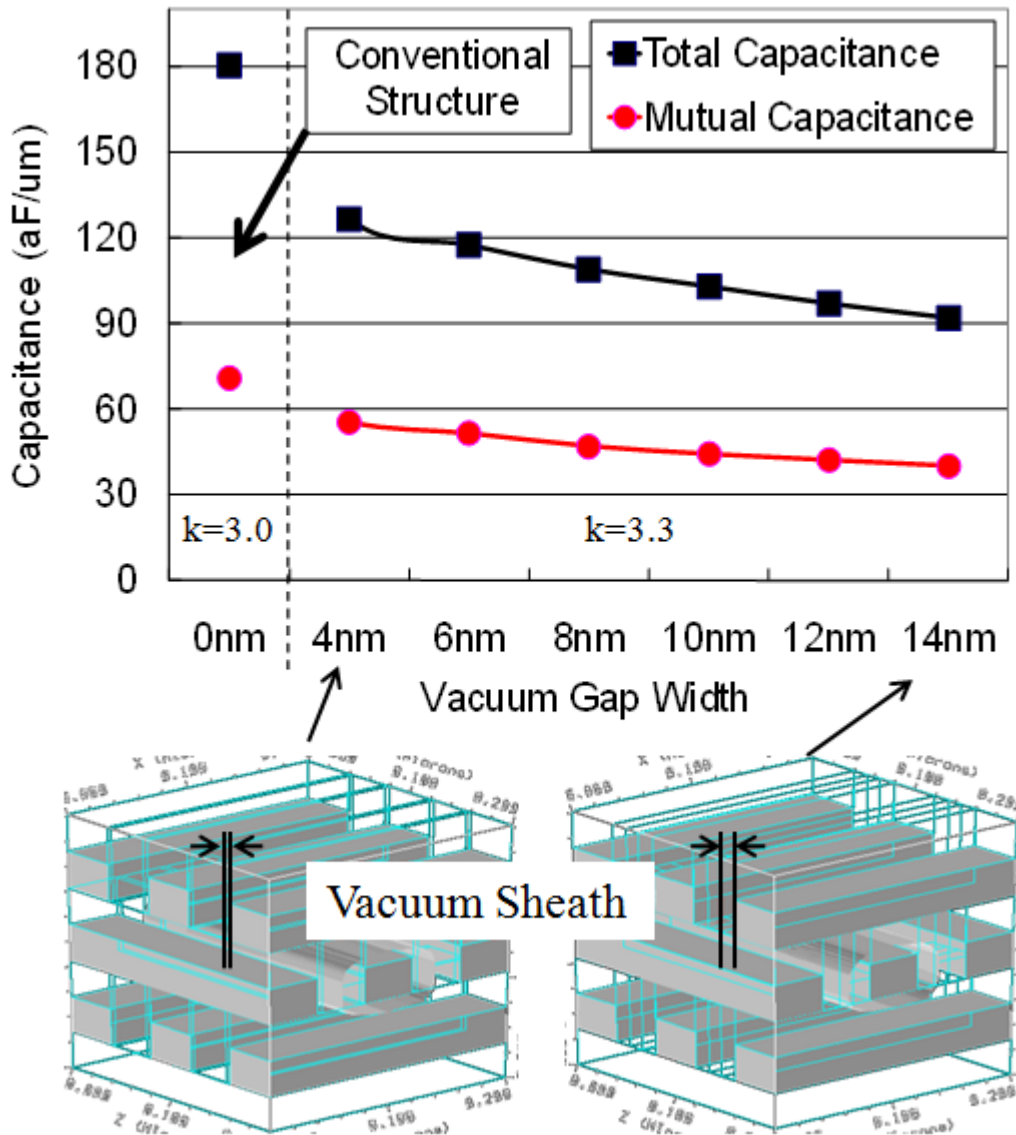 180
150
120
90
60
30
0
Capacitance (aF/um)
Conventional
Structure
Total Capacitance
Mutual Capacitance
k=3.0
k=3.3
0nm
4nm
6nm
8nm
10nm
12nm
14nm
Vacuum Gap Width
Vacuum Sheath